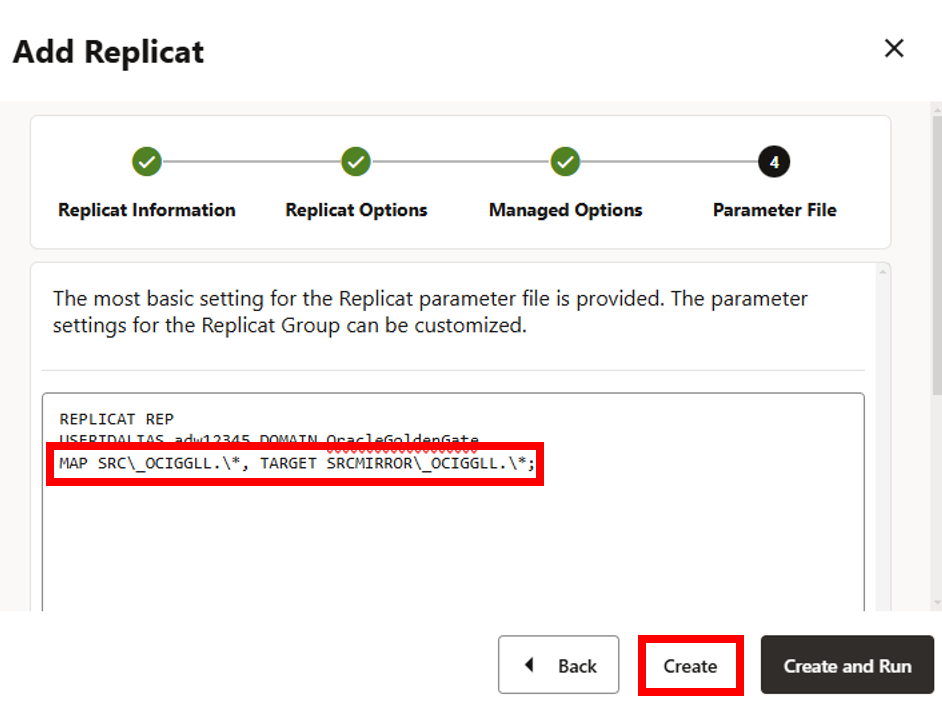 Add Replicat
4
Replicat Information
Replicat Options
Managed Options
Parameter File
The most basic setting for the Replicat parameter file is provided. The parameter
settings for the Replicat Group can be customized.
REPLICAT REP
USERIDALIAS adw12345 DOMAIN OracleGoldenGate
MAP SRC\_OCIGGLL.\*, TARGET SRCMIRROR\_OCIGGLL.\*;
Back
Create
Create and Run